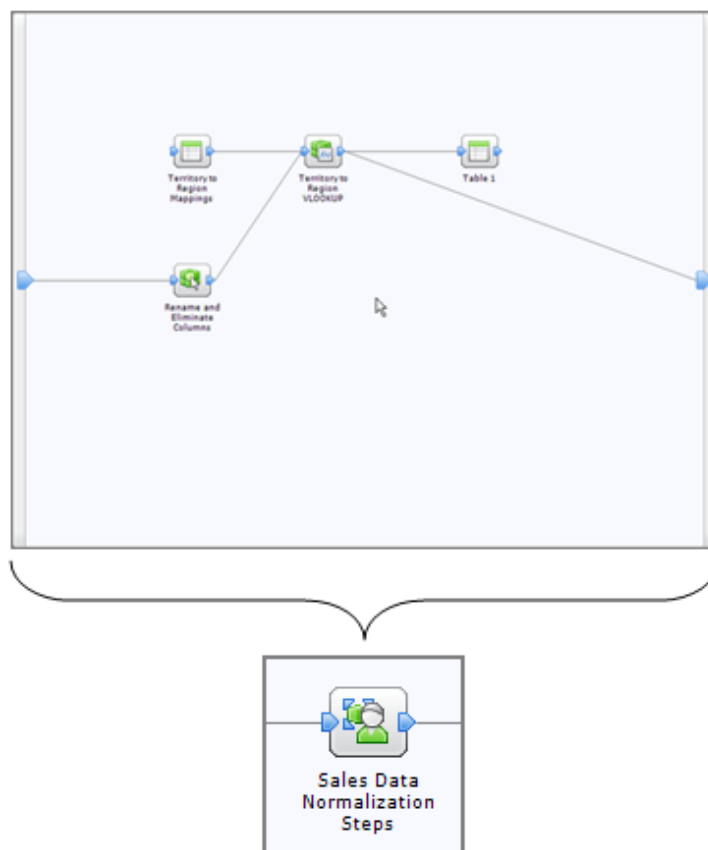 Territory to
Region
Mappings
Territory to
Region
VLOOKUP
Table 1
Rename and
Eliminate
Columns
Sales Data
Normalization
Steps